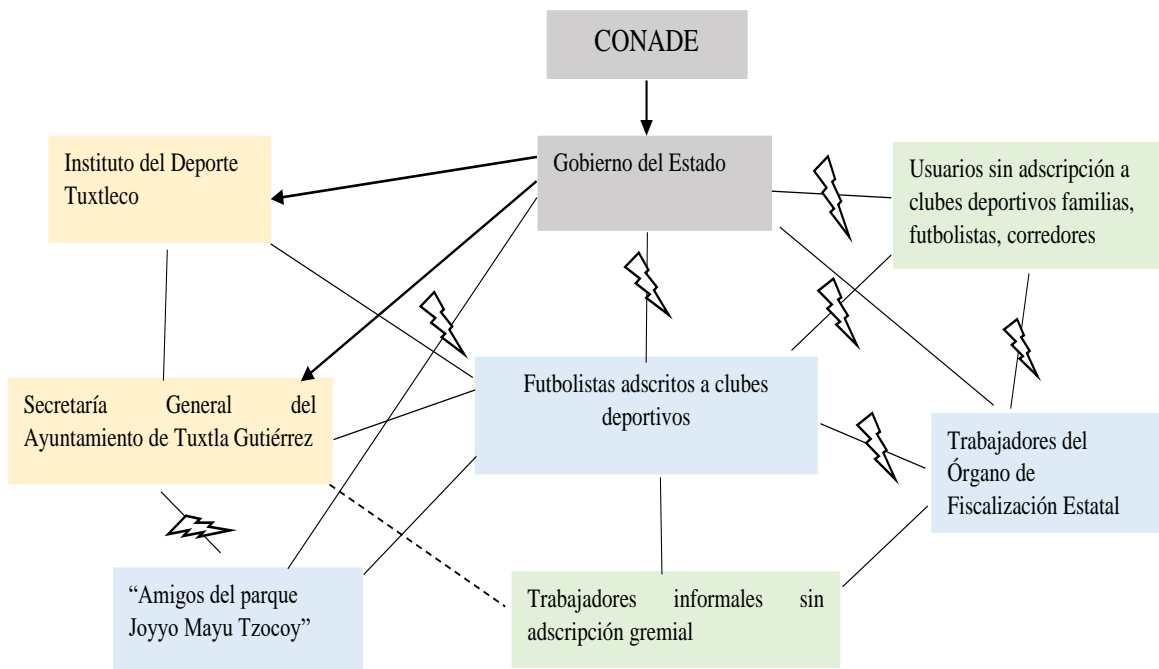 CONADE
Instituto del Deporte
Tuxtleco
Gobierno del Estado
Usuarios sin adscripción a
clubes deportivos familias,
futbolistas, corredores
Secretaría General del
Ayuntamiento de Tuxtla Gutiérrez
Futbolistas adscritos a clubes
deportivos
Trabajadores del
Órgano de
Fiscalización Estatal
“Amigos del parque
Joyyo Mayu Tzocoy”
Trabajadores informales sin
adscripción gremial